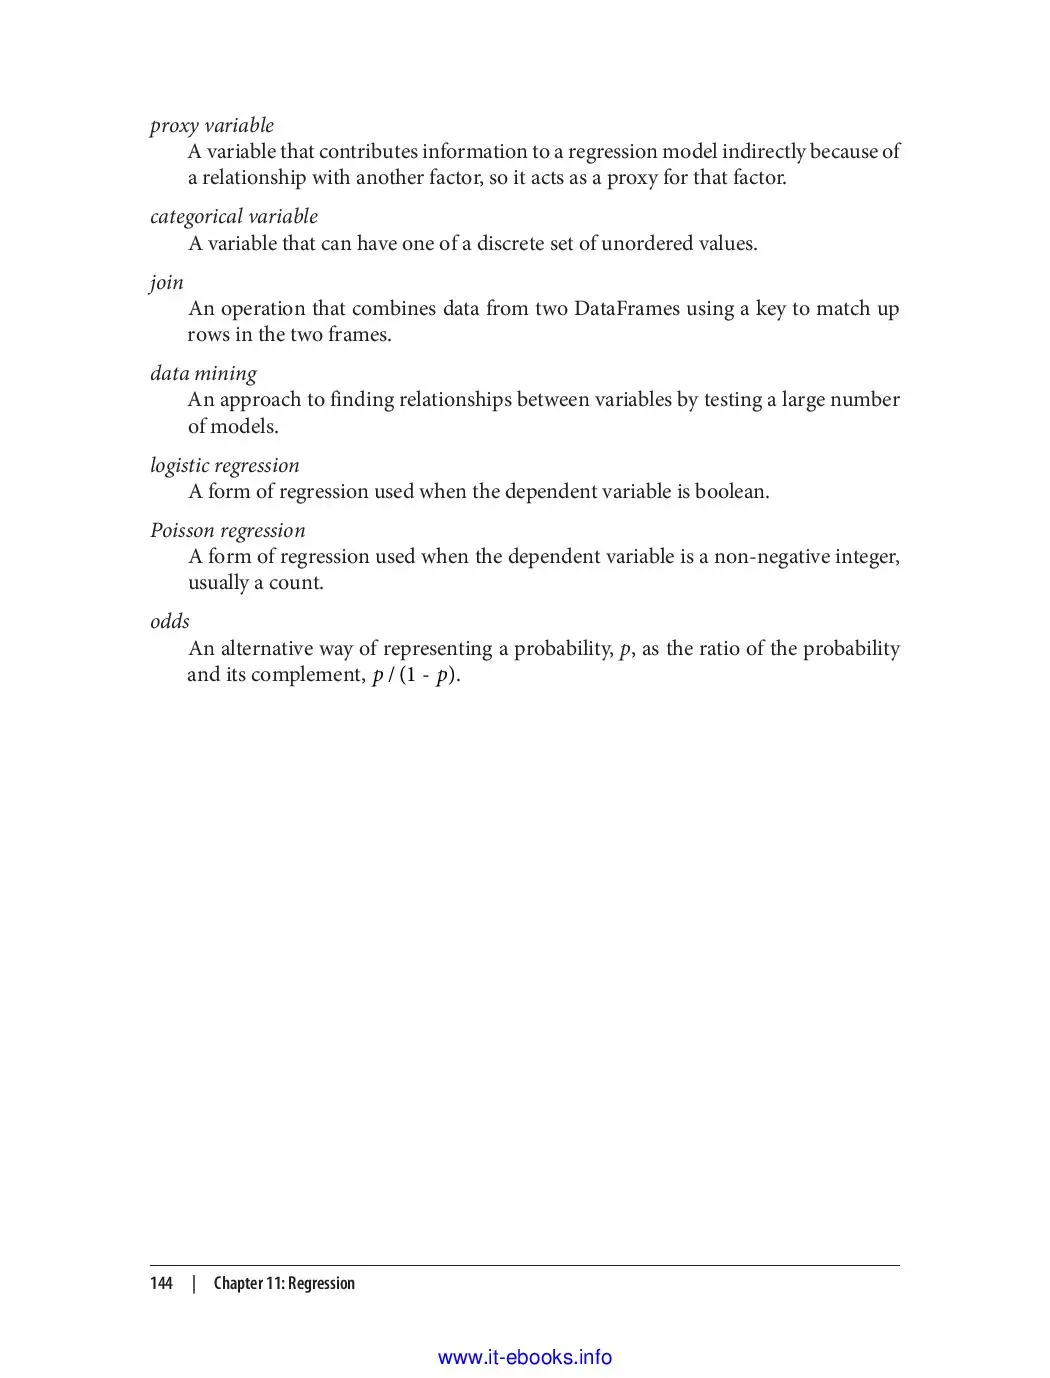 proxy variable
A variable that contributes information to a regression model indirectly because of
a relationship with another factor, so it acts as a proxy for that factor.
categorical variable
A variable that can have one of a discrete set of unordered values.
join
An operation that combines data from two DataFrames using a key to match up
rows in the two frames.
data mining
An approach to finding relationships between variables by testing a large number
of models.
logistic regression
A form of regression used when the dependent variable is boolean.
Poisson regression
A form of regression used when the dependent variable is a non-negative integer,
usually a count.
odds
An alternative way of representing a probability, p, as the ratio of the probability
and its complement, p / (1 - p).
144 | Chapter 11: Regression
www.it-ebooks.info